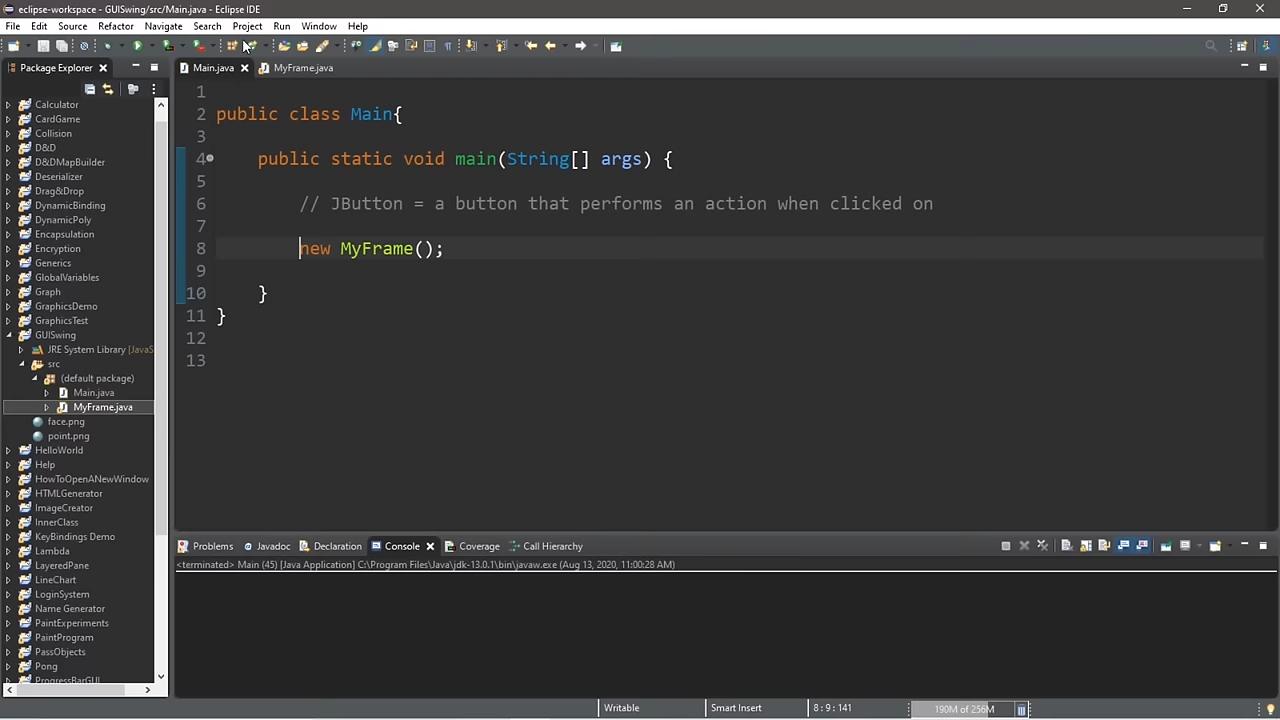 eclipse-workspace - GUISwing/src/Main.java - Eclipse IDE
File Edit Source Refactor Navigate Search Project Run Window Help
Package Explorer
Main.java
MyFrame.java
Calculator
CardGame
Collision
D&D
D&DMapBuilder
Deserializer
Drag&Drop
DynamicBinding
DynamicPoly
Encapsulation
Encryption
Generics
GlobalVariables
Graph
GraphicsDemo
GraphicsTest
GUISwing
JRE System Library [JavaS
src
(default package)
Main.java
MyFrame.java
face.png
point.png
HelloWorld
Help
HowToOpenANewWindow
HTMLGenerator
ImageCreator
InnerClass
KeyBindings Demo
Lambda
LayeredPane
LineChart
LoginSystem
Name Generator
PaintExperiments
PaintProgram
PassObjects
Pong
ProgressBarGUI
1
2 public class Main{
3
4 public static void main(String[] args) {
5
6 // JButton = a button that performs an action when clicked on
7
8 new MyFrame();
9
10 }
11 }
12
13
Problems Javadoc Declaration Console Coverage Call Hierarchy
<terminated> Main (45) [Java Application] C:\Program Files\Java\jdk-13.0.1\bin\javaw.exe (Aug 13, 2020, 11:00:28 AM)
Writable Smart Insert 8 : 9 : 141 190M of 256M